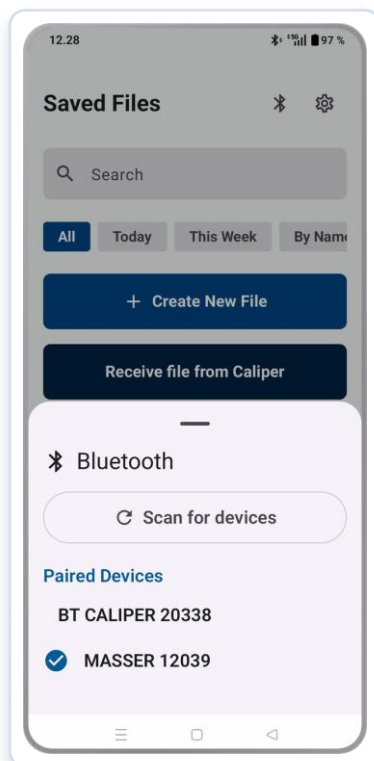 12.28 97 %
Saved Files
Search
All Today This Week By Nam
+ Create New File
Receive file from Caliper
Bluetooth
Scan for devices
Paired Devices
BT CALIPER 20338
MASSER 12039